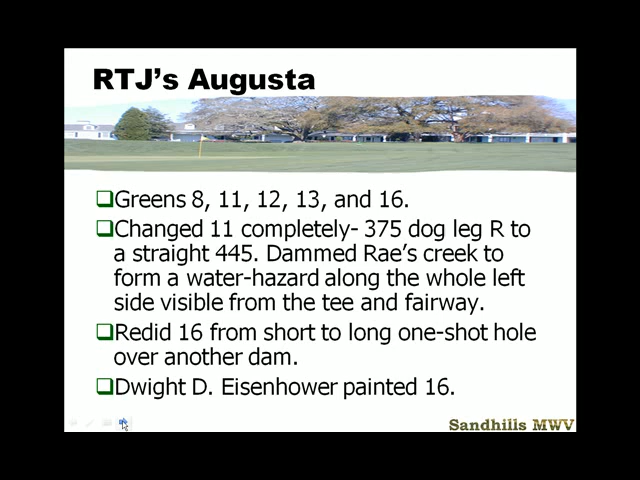 RTJ’s Augusta
Greens 8, 11, 12, 13, and 16.
Changed 11 completely- 375 dog leg R to
a straight 445. Dammed Rae’s creek to
form a water-hazard along the whole left
side visible from the tee and fairway.
Redid 16 from short to long one-shot hole
over another dam.
Dwight D. Eisenhower painted 16.
Sandhills MWV